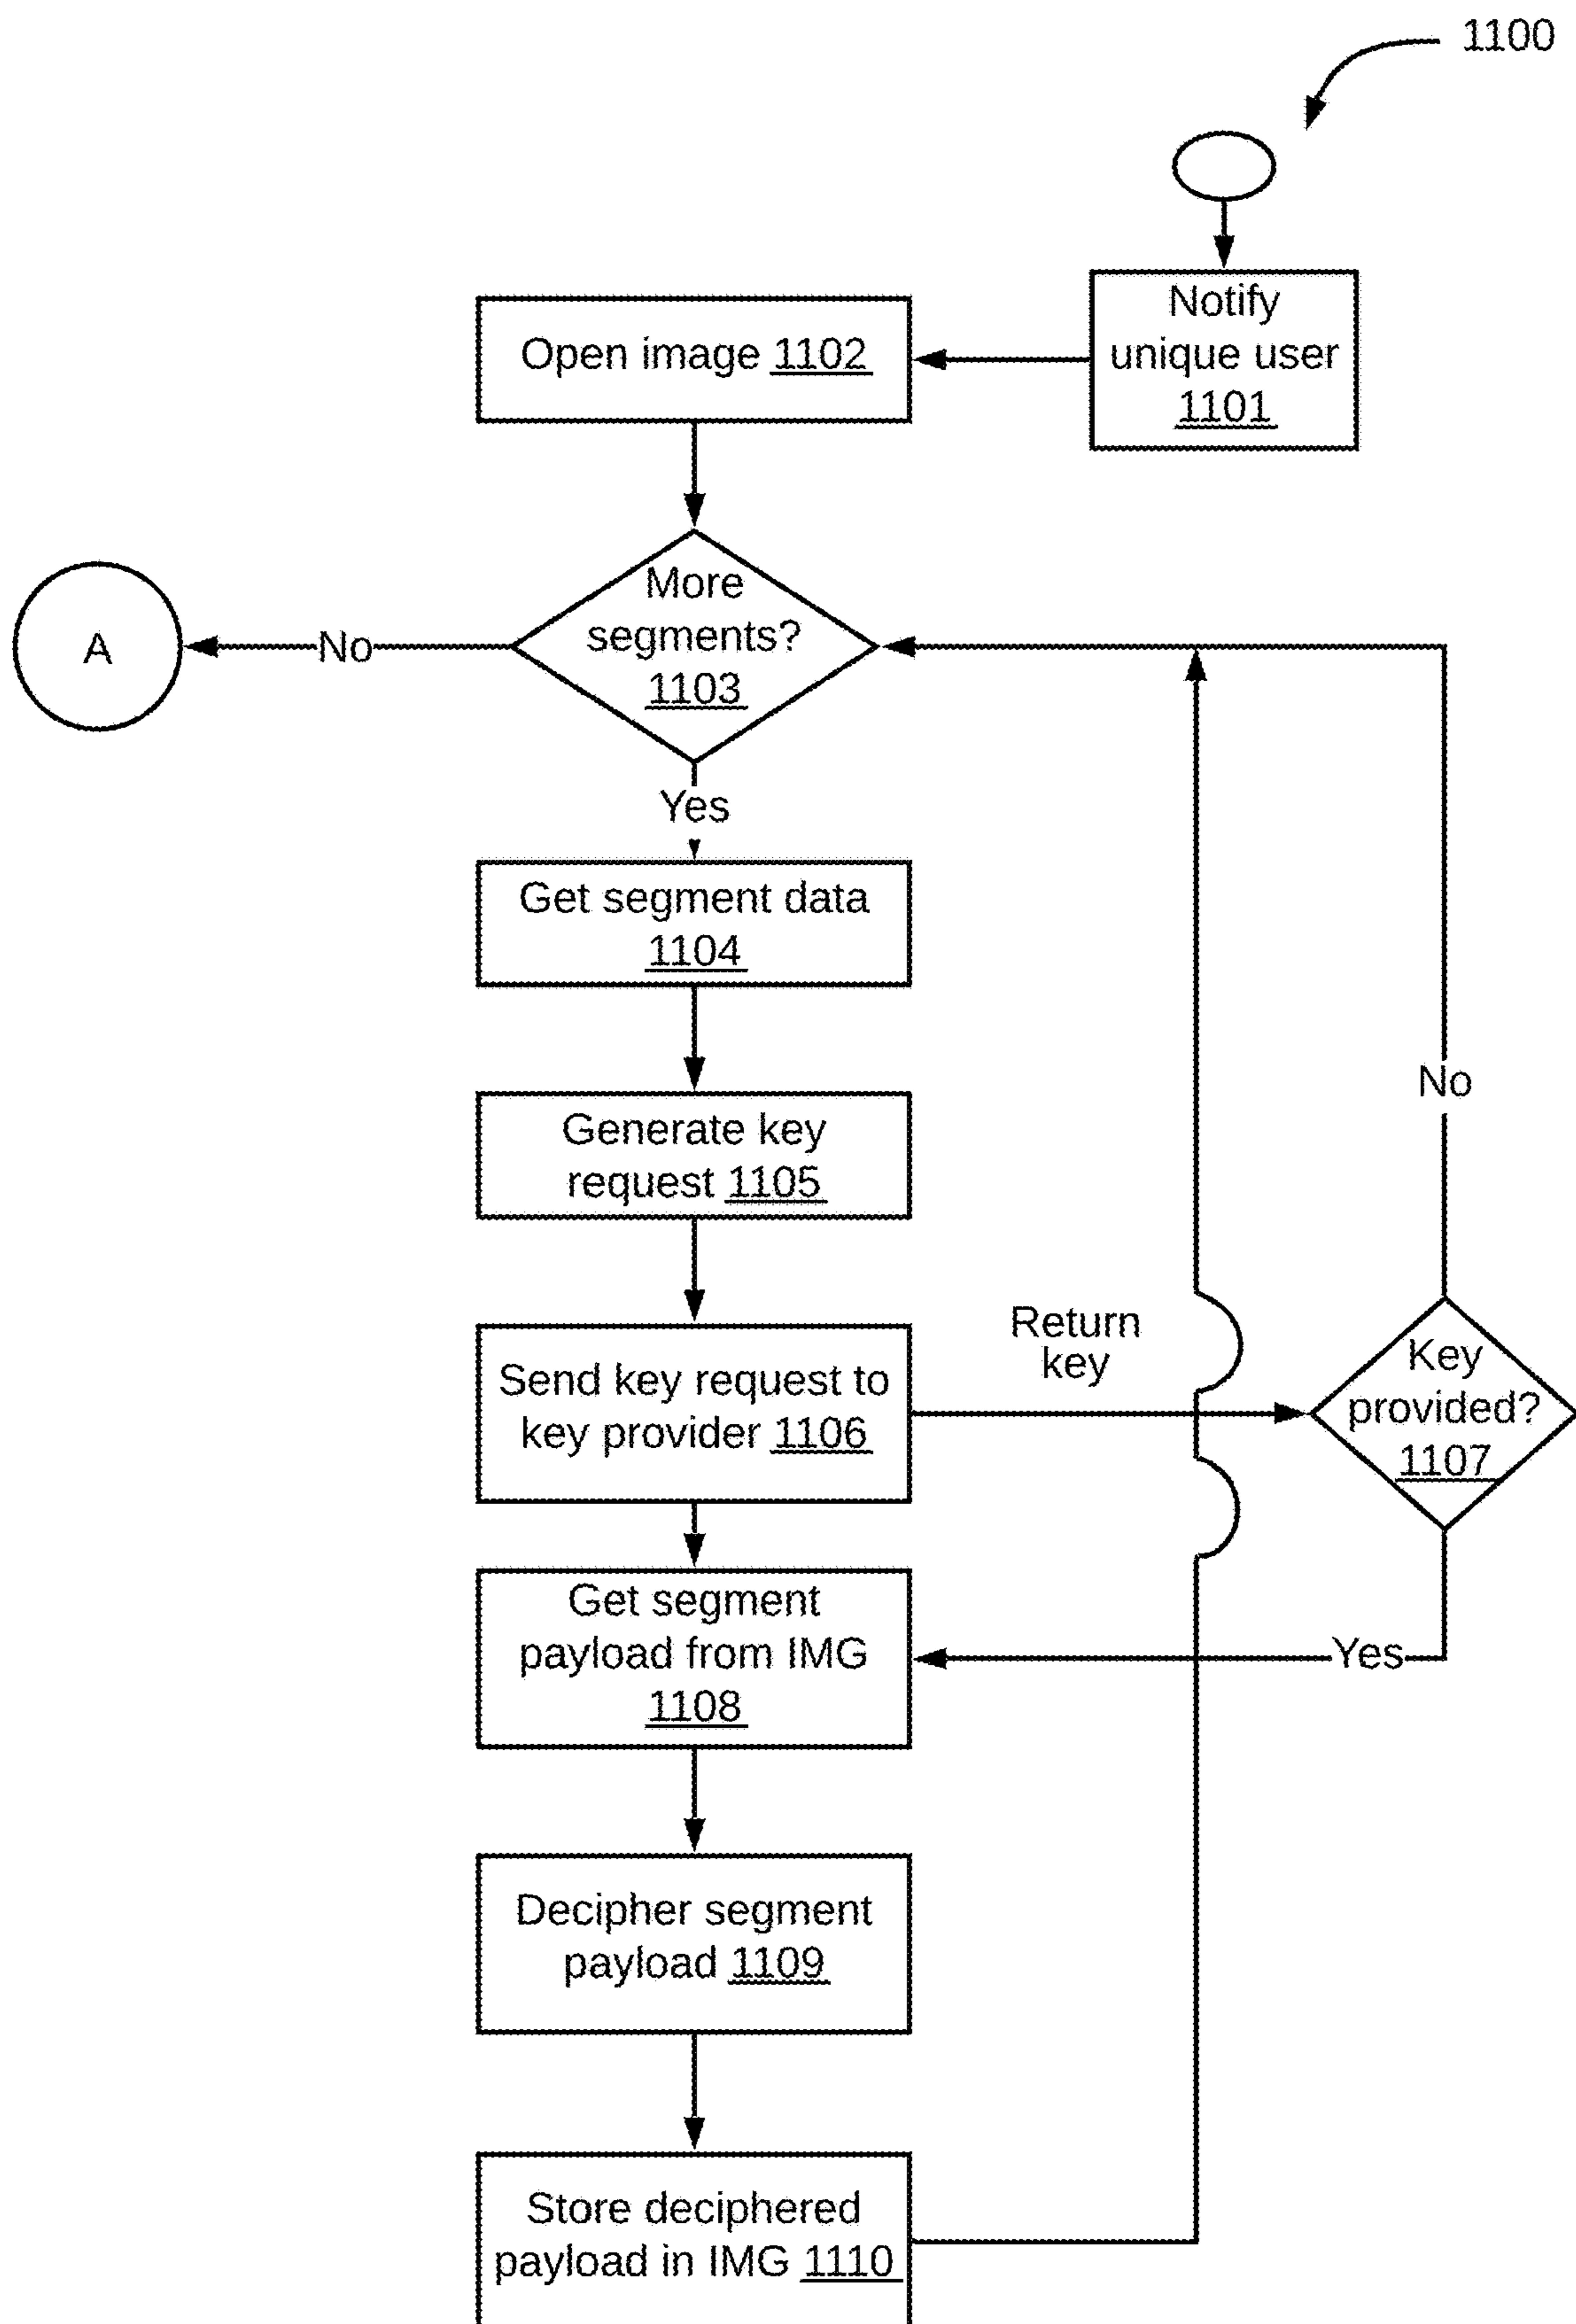 1100
Notify
unique user
1101
Open image 1102
More
segments?
1103
No
A
Yes
Get segment data
1104
Generate key
request 1105
No
Send key request to
key provider 1106
Return
key
Key
provided?
1107
Get segment
payload from IMG
1108
Yes
Decipher segment
payload 1109
Store deciphered
payload in IMG 1110